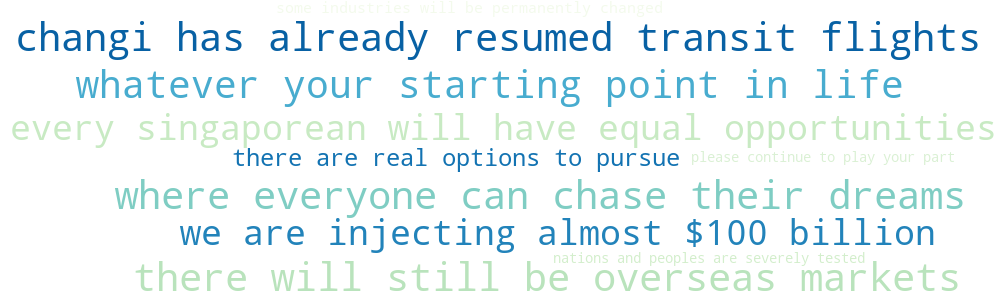 some industries will be permanently changed
changi has already resumed transit flights
whatever your starting point in life
every singaporean will have equal opportunities
there are real options to pursue
please continue to play your part
where everyone can chase their dreams
we are injecting almost $100 billion
nations and peoples are severely tested
there will still be overseas markets